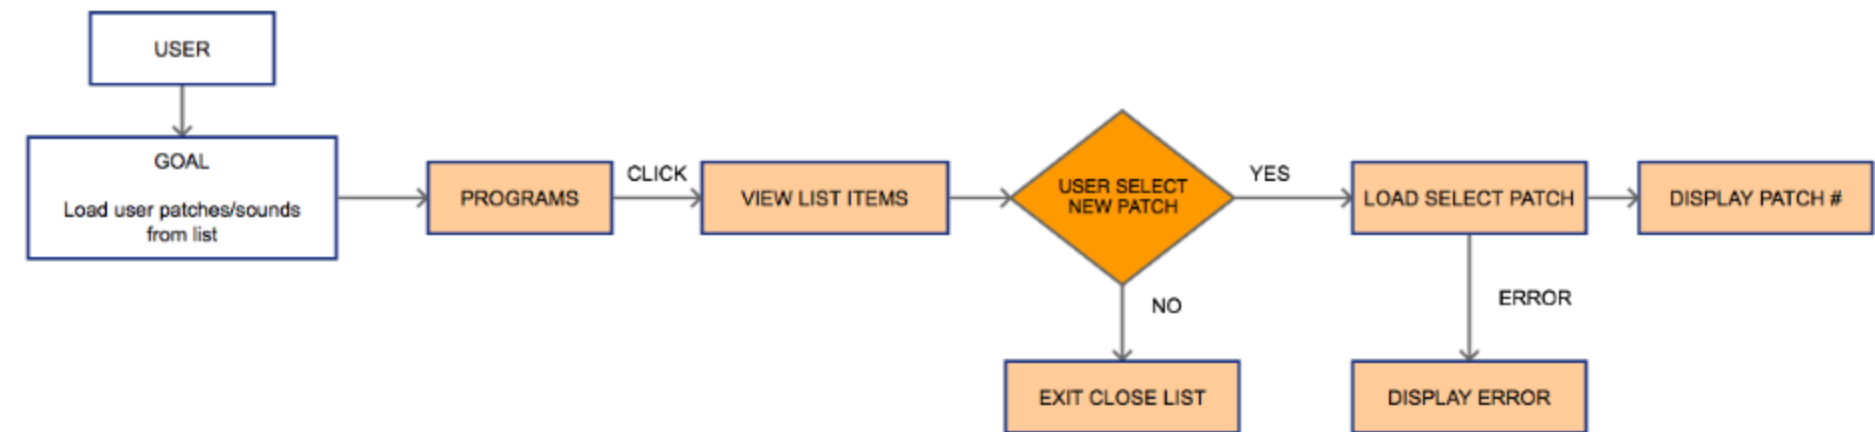 USER
GOAL
Load user patches/sounds
from list
PROGRAMS
CLICK
VIEW LIST ITEMS
USER SELECT
NEW PATCH
YES
LOAD SELECT PATCH
DISPLAY PATCH #
NO
ERROR
EXIT CLOSE LIST
DISPLAY ERROR